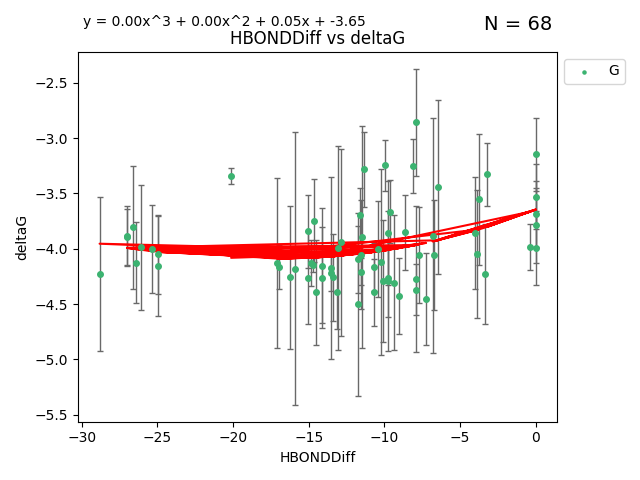 y = 0.00x^3 + 0.00x^2 + 0.05x + -3.65
N = 68
HBONDDiff vs deltaG
G
deltaG
−2.5
−3.0
−3.5
−4.0
−4.5
−5.0
−5.5
−30
−25
−20
−15
−10
−5
0
HBONDDiff